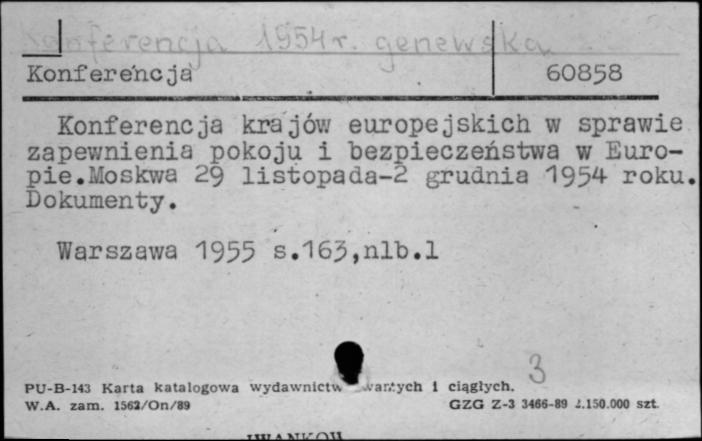 Konferencja 1954 r. genewska
Konferencja 60858
Konferencja krajów europejskich w sprawie
zapewnienia pokoju i bezpieczeństwa w Euro-
pie.Moskwa 29 listopada-2 grudnia 1954 roku.
Dokumenty.
Warszawa 1955 s.163,nlb.1
3
PU-B-143 Karta katalogowa wydawnictw zwartych i ciągłych.
W.A. zam. 1562/On/89 GZG Z-3 3466-89 2.150.000 szt.